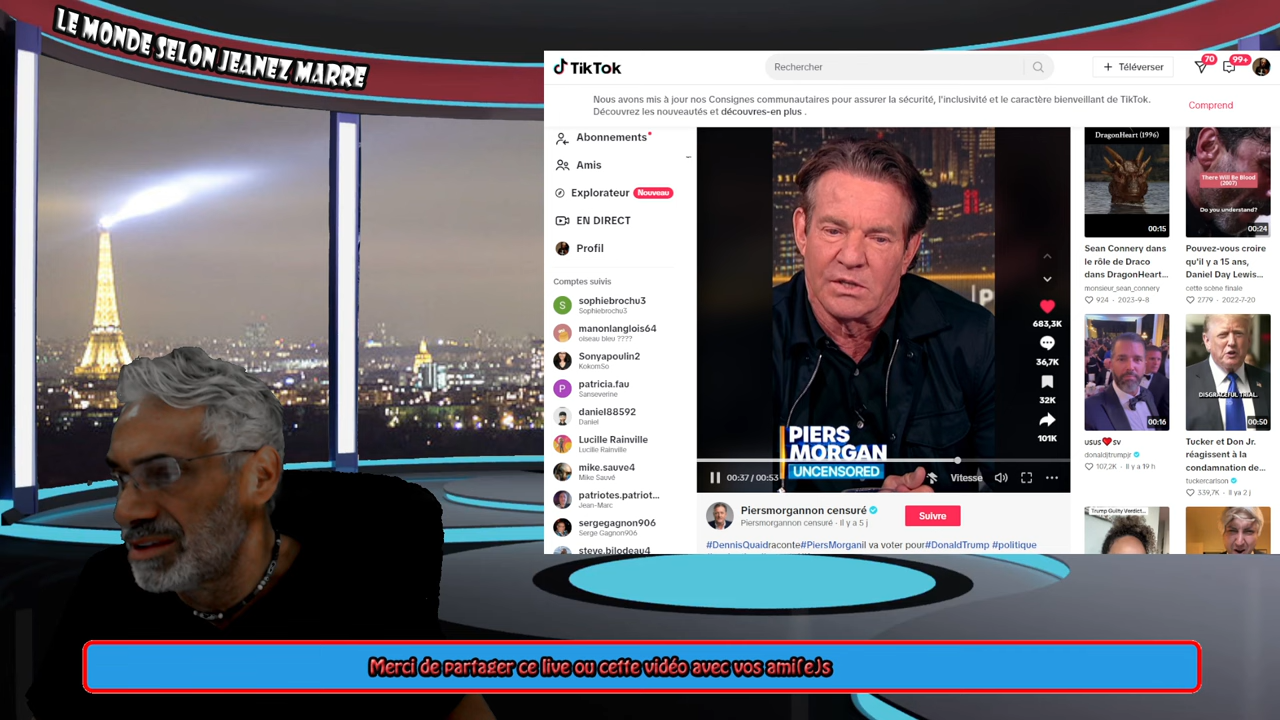 LE MONDE SELON JEANEZ MARRE
TikTok
Rechercher
Téléverser
70
99+
Nous avons mis à jour nos Consignes communautaires pour assurer la sécurité, l'inclusivité et le caractère bienveillant de TikTok.
Découvrez les nouveautés et découvres-en plus .
Comprend
Abonnements
Amis
Explorateur Nouveau
EN DIRECT
Profil
Comptes suivis
S
sophiebrochu3
Sophiebrochu3
manonlanglois64
oiseau bleu ????
Sonyapoulin2
KokomSo
P
patricia.fau
Sanseverine
daniel88592
Daniel
Lucille Rainville
Lucille Rainville
mike.sauve4
Mike Sauvé
patriotes.patriot...
Jean-Marc
sergegagnon906
Serge Gagnon906
steve.bilodeau4
P
PIERS
MORGAN
UNCENSORED
00:37 / 00:53
Vitesse
683,3K
36,7K
32K
101K
Piersmorgannon censuré
Piersmorgannon censuré · Il y a 5 j
Suivre
#DennisQuaidraconte#PiersMorganil va voter pour#DonaldTrump #politique
DragonHeart (1996)
00:15
Sean Connery dans
le rôle de Draco
dans DragonHeart...
monsieur_sean_connery
924 · 2023-9-8
There Will Be Blood
(2007)
Do you understand?
00:24
Pouvez-vous croire
qu'il y a 15 ans,
Daniel Day Lewis...
cette scène finale
2779 · 2022-7-20
00:16
usus❤️sv
donaldjtrumpjr
107,2K · Il y a 19 h
DISGRACEFUL TRIAL.
00:50
Tucker et Don Jr.
réagissent à la
condamnation de...
tuckercarlson
339,7K · Il ya 2 j
Trump Guilty Verdict...
Merci de partager ce live ou cette vidéo avec vos ami(e)s